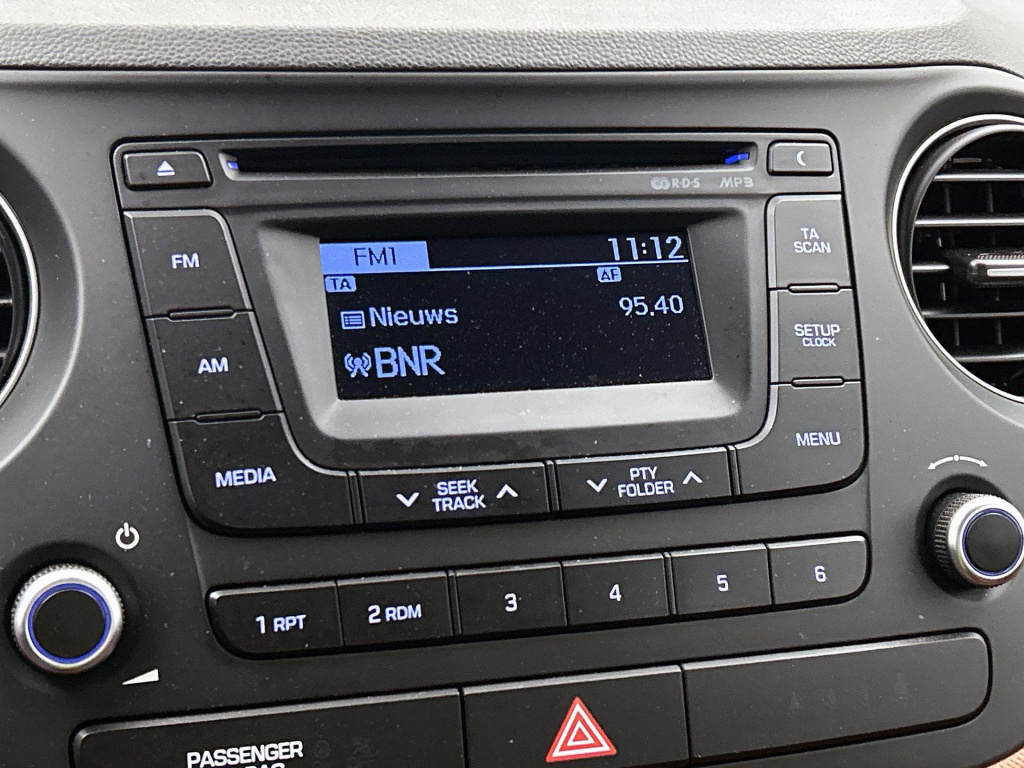 R·D·S MP3
FM
FM1 11:12
TA AF
Nieuws 95.40
BNR
TA
SCAN
AM
SETUP
CLOCK
MEDIA
MENU
SEEK
TRACK
PTY
FOLDER
1 RPT 2 RDM 3 4 5 6
PASSENGER